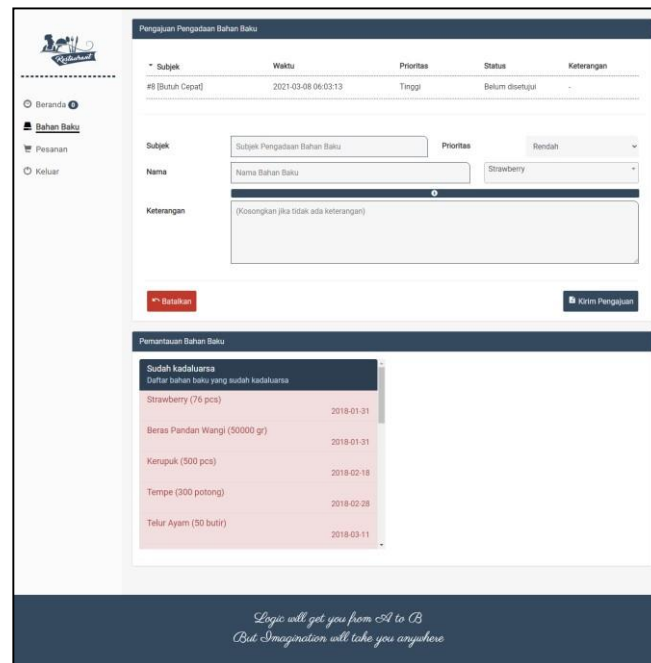 Restaurant
Beranda 0
Bahan Baku
Pesanan
Keluar
Pengajuan Pengadaan Bahan Baku
Subjek Waktu Prioritas Status Keterangan
#8 [Butuh Cepat] 2021-03-08 06:03:13 Tinggi Belum disetujui -
Subjek Subjek Pengadaan Bahan Baku Prioritas Rendah
Nama Nama Bahan Baku Strawberry
Keterangan (Kosongkan jika tidak ada keterangan)
Batalkan Kirim Pengajuan
Pemantauan Bahan Baku
Sudah kadaluarsa
Daftar bahan baku yang sudah kadaluarsa
Strawberry (76 pcs)
2018-01-31
Beras Pandan Wangi (50000 gr)
2018-01-31
Kerupuk (500 pcs)
2018-02-18
Tempe (300 potong)
2018-02-28
Telur Ayam (50 butir)
2018-03-11
Logic will get you from A to B
But Imagination will take you anywhere